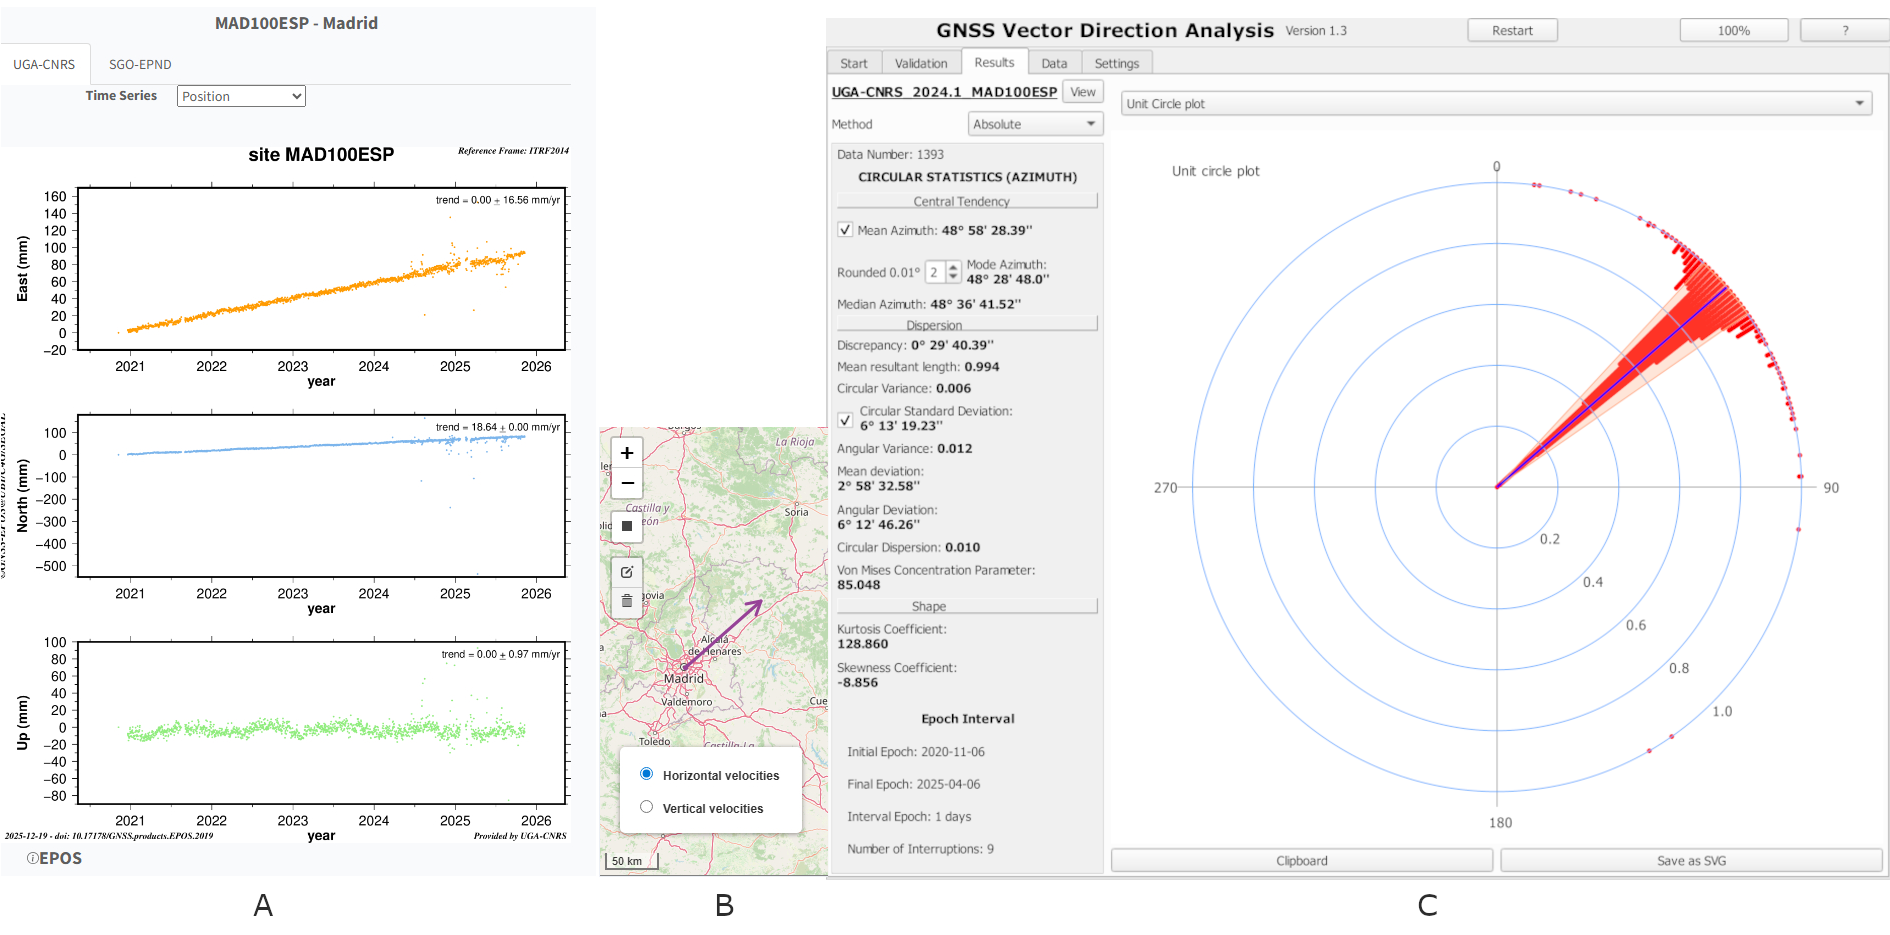 MAD100ESP - Madrid
UGA-CNRS SGO-EPND
Time Series Position
site MAD100ESP
Reference Frame: ITRF2014
trend = 0.00 ± 16.56 mm/yr
East (mm)
160
140
120
100
80
60
40
20
0
−20
2021 2022 2023 2024 2025 2026
year
trend = 18.64 ± 0.00 mm/yr
North (mm)
100
0
−100
−200
−300
−400
−500
2021 2022 2023 2024 2025 2026
year
trend = 0.00 ± 0.97 mm/yr
Up (mm)
100
80
60
40
20
0
−20
−40
−60
−80
2021 2022 2023 2024 2025 2026
year
2025-12-19 - doi: 10.17178/GNSS.products.EPOS.2019
Provided by UGA-CNRS
EPOS
A
+
−
La Rioja
Castilla y
Soria
Alcalá
de Henares
Madrid
Valdemoro
Toledo
Horizontal velocities
Vertical velocities
50 km
B
GNSS Vector Direction Analysis Version 1.3
Restart
100%
?
Start Validation Results Data Settings
UGA-CNRS_2024.1_MAD100ESP View
Method Absolute
Data Number: 1393
CIRCULAR STATISTICS (AZIMUTH)
Central Tendency
Mean Azimuth: 48° 58' 28.39"
Rounded 0.01° 2
Mode Azimuth:
48° 28' 48.0"
Median Azimuth: 48° 36' 41.52"
Dispersion
Discrepancy: 0° 29' 40.39"
Mean resultant length: 0.994
Circular Variance: 0.006
Circular Standard Deviation:
6° 13' 19.23"
Angular Variance: 0.012
Mean deviation:
2° 58' 32.58"
Angular Deviation:
6° 12' 46.26"
Circular Dispersion: 0.010
Von Mises Concentration Parameter:
85.048
Shape
Kurtosis Coefficient:
128.860
Skewness Coefficient:
-8.856
Epoch Interval
Initial Epoch: 2020-11-06
Final Epoch: 2025-04-06
Interval Epoch: 1 days
Number of Interruptions: 9
Unit Circle plot
Unit circle plot
0
90
180
270
0.2
0.4
0.6
0.8
1.0
Clipboard
Save as SVG
C